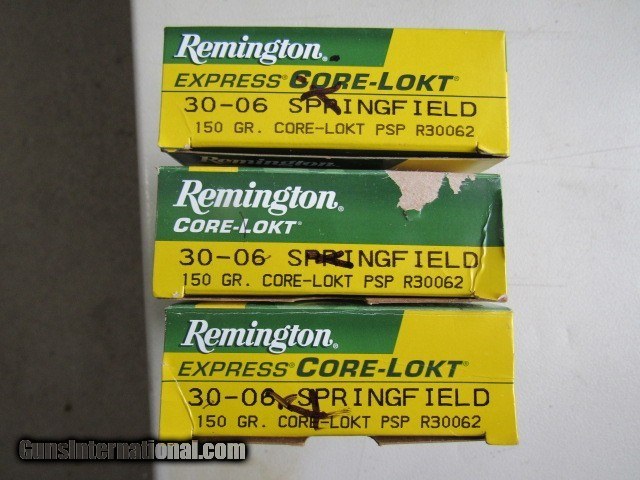 Remington®
EXPRESS® CORE-LOKT®
30-06 SPRINGFIELD
150 GR. CORE-LOKT PSP R30062
Remington
Remington®
CORE-LOKT®
30-06 SPRINGFIELD
150 GR. CORE-LOKT PSP R30062
Remington®
EXPRESS® CORE-LOKT®
30-06 SPRINGFIELD
150 GR. CORE-LOKT PSP R30062
GunsInternational.com